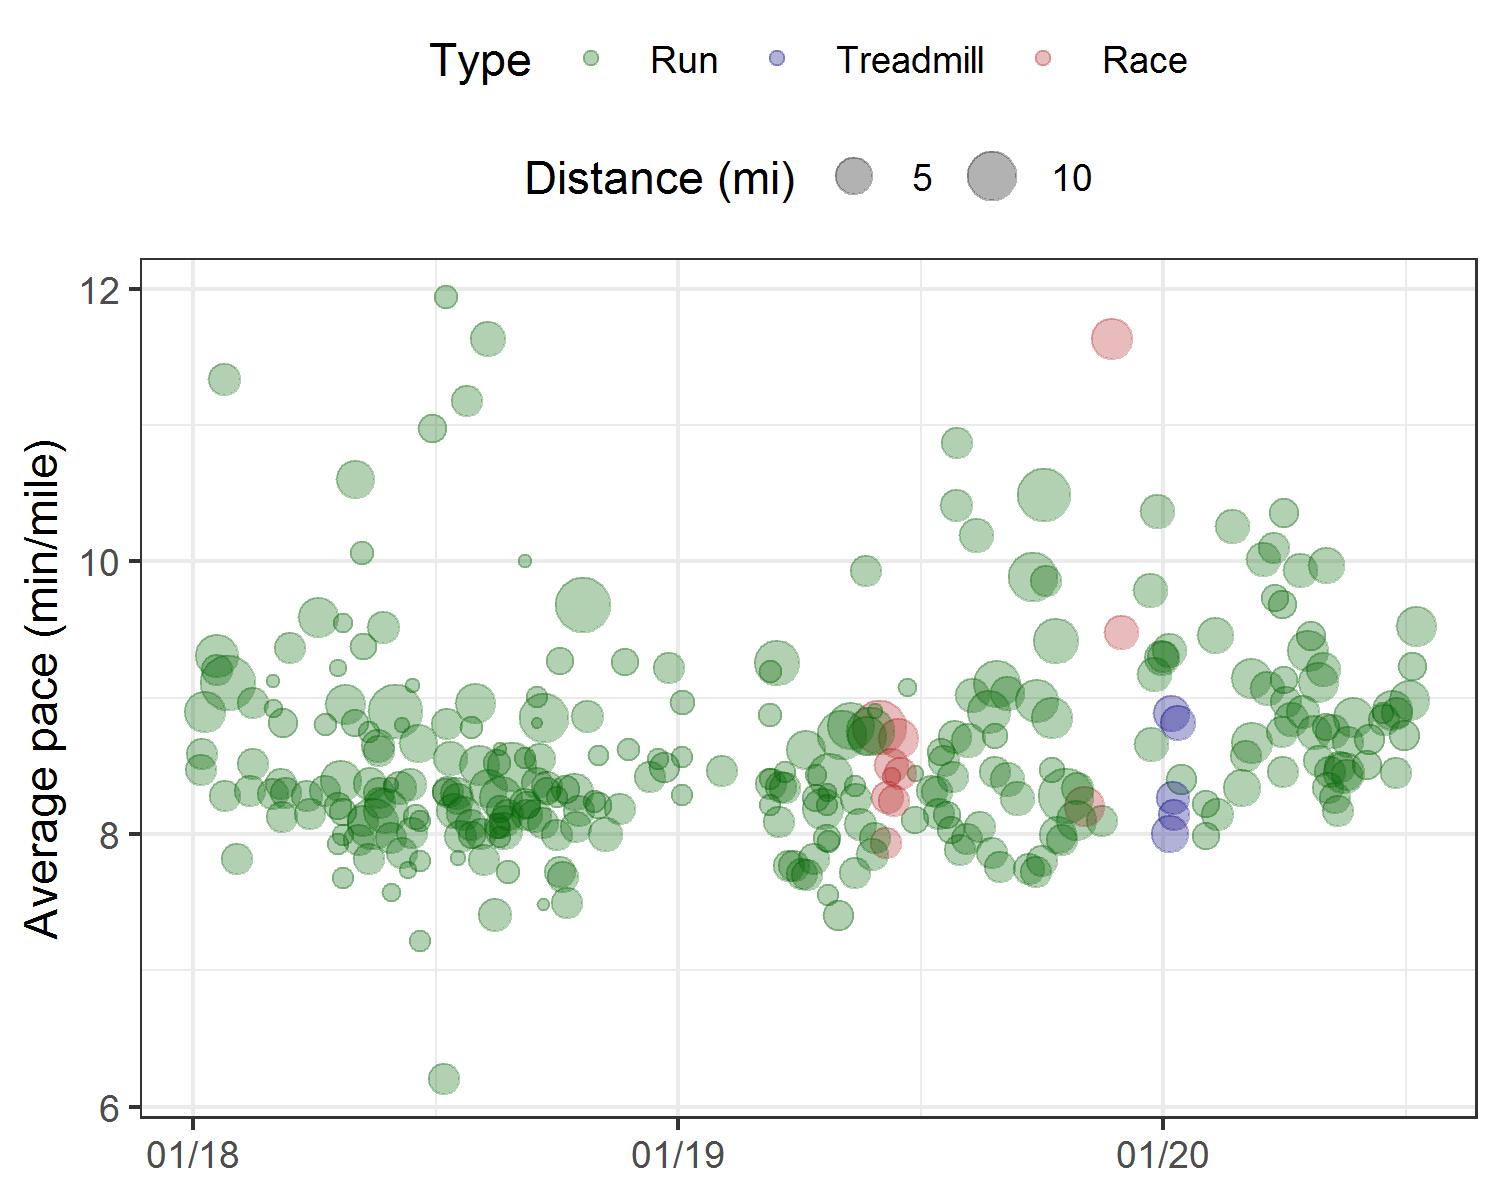 Type Run Treadmill Race
Distance (mi) 5 10
Average pace (min/mile)
12
10
8
6
01/18 01/19 01/20